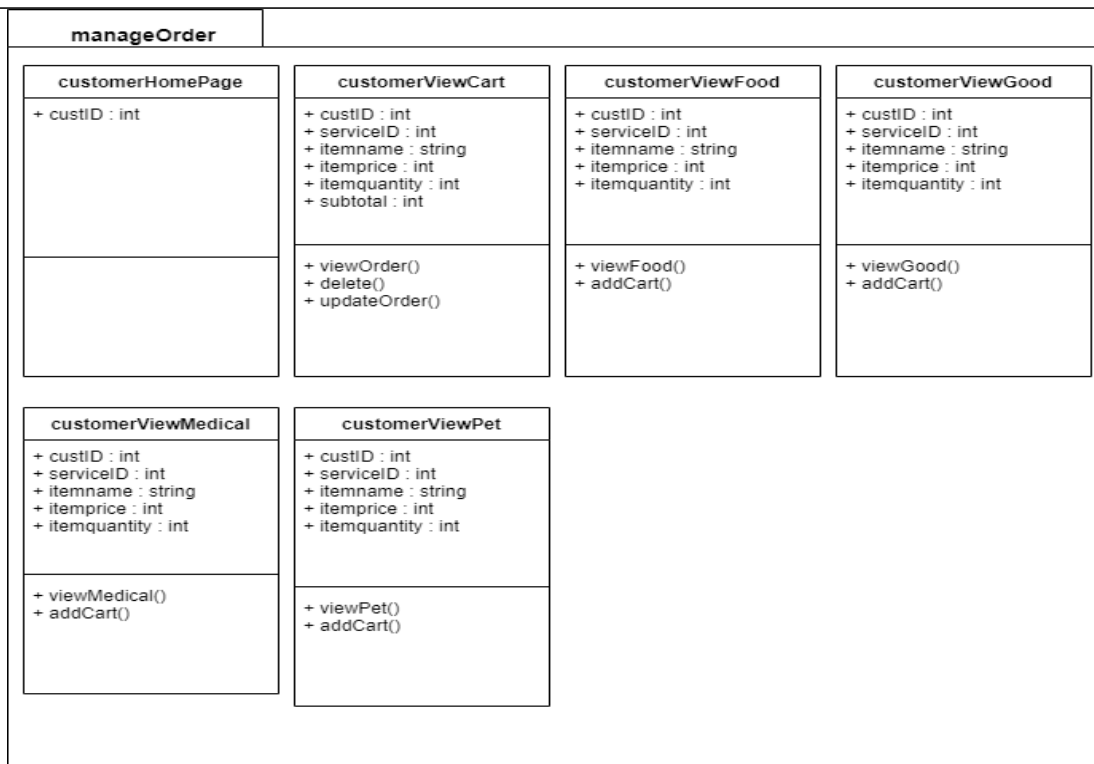 manageOrder
customerHomePage
+ custID : int
customerViewCart
+ custID : int
+ serviceID : int
+ itemname : string
+ itemprice : int
+ itemquantity : int
+ subtotal : int
+ viewOrder()
+ delete()
+ updateOrder()
customerViewFood
+ custID : int
+ serviceID : int
+ itemname : string
+ itemprice : int
+ itemquantity : int
+ viewFood()
+ addCart()
customerViewGood
+ custID : int
+ serviceID : int
+ itemname : string
+ itemprice : int
+ itemquantity : int
+ viewGood()
+ addCart()
customerViewMedical
+ custID : int
+ serviceID : int
+ itemname : string
+ itemprice : int
+ itemquantity : int
+ viewMedical()
+ addCart()
customerViewPet
+ custID : int
+ serviceID : int
+ itemname : string
+ itemprice : int
+ itemquantity : int
+ viewPet()
+ addCart()